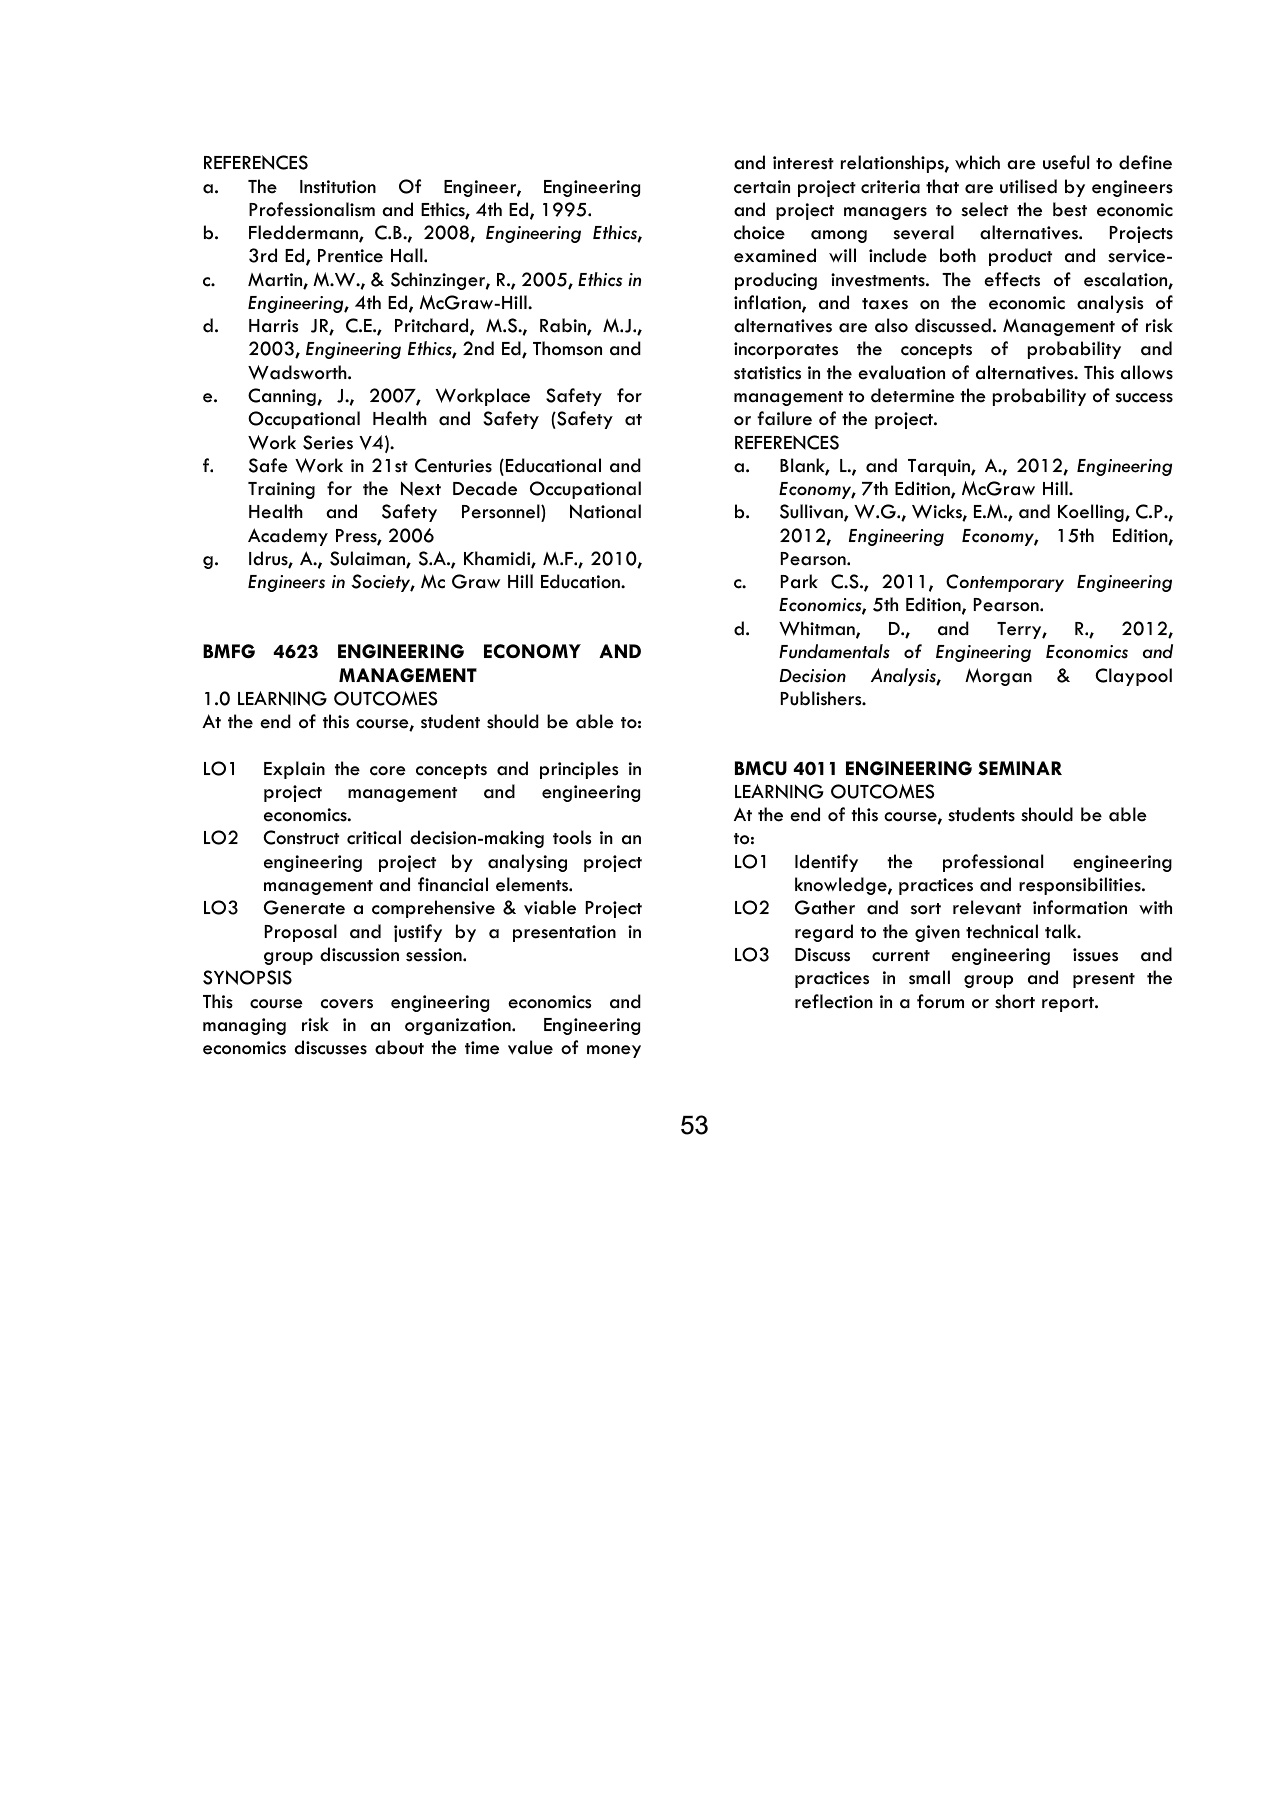 REFERENCES
a. The Institution Of Engineer, Engineering
Professionalism and Ethics, 4th Ed, 1995.
b. Fleddermann, C.B., 2008, Engineering Ethics,
3rd Ed, Prentice Hall.
c. Martin, M.W., & Schinzinger, R., 2005, Ethics in
Engineering, 4th Ed, McGraw-Hill.
d. Harris JR, C.E., Pritchard, M.S., Rabin, M.J.,
2003, Engineering Ethics, 2nd Ed, Thomson and
Wadsworth.
e. Canning, J., 2007, Workplace Safety for
Occupational Health and Safety (Safety at
Work Series V4).
f. Safe Work in 21st Centuries (Educational and
Training for the Next Decade Occupational
Health and Safety Personnel) National
Academy Press, 2006
g. Idrus, A., Sulaiman, S.A., Khamidi, M.F., 2010,
Engineers in Society, Mc Graw Hill Education.
BMFG 4623 ENGINEERING ECONOMY AND
MANAGEMENT
1.0 LEARNING OUTCOMES
At the end of this course, student should be able to:
LO1 Explain the core concepts and principles in
project management and engineering
economics.
LO2 Construct critical decision-making tools in an
engineering project by analysing project
management and financial elements.
LO3 Generate a comprehensive & viable Project
Proposal and justify by a presentation in
group discussion session.
SYNOPSIS
This course covers engineering economics and
managing risk in an organization. Engineering
economics discusses about the time value of money
and interest relationships, which are useful to define
certain project criteria that are utilised by engineers
and project managers to select the best economic
choice among several alternatives. Projects
examined will include both product and service-
producing investments. The effects of escalation,
inflation, and taxes on the economic analysis of
alternatives are also discussed. Management of risk
incorporates the concepts of probability and
statistics in the evaluation of alternatives. This allows
management to determine the probability of success
or failure of the project.
REFERENCES
a. Blank, L., and Tarquin, A., 2012, Engineering
Economy, 7th Edition, McGraw Hill.
b. Sullivan, W.G., Wicks, E.M., and Koelling, C.P.,
2012, Engineering Economy, 15th Edition,
Pearson.
c. Park C.S., 2011, Contemporary Engineering
Economics, 5th Edition, Pearson.
d. Whitman, D., and Terry, R., 2012,
Fundamentals of Engineering Economics and
Decision Analysis, Morgan & Claypool
Publishers.
BMCU 4011 ENGINEERING SEMINAR
LEARNING OUTCOMES
At the end of this course, students should be able
to:
LO1 Identify the professional engineering
knowledge, practices and responsibilities.
LO2 Gather and sort relevant information with
regard to the given technical talk.
LO3 Discuss current engineering issues and
practices in small group and present the
reflection in a forum or short report.
53